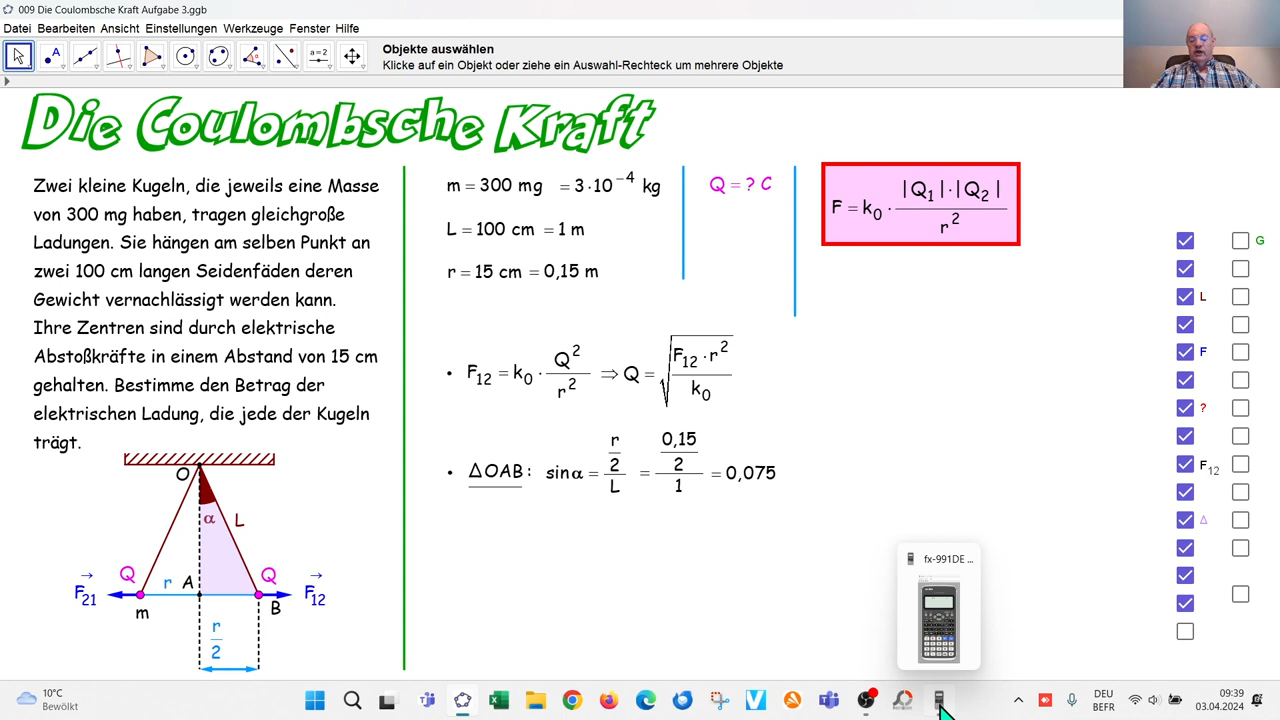 009 Die Coulombsche Kraft Aufgabe 3.ggb
Datei Bearbeiten Ansicht Einstellungen Werkzeuge Fenster Hilfe
A
a=2
Objekte auswählen
Klicke auf ein Objekt oder ziehe ein Auswahl-Rechteck um mehrere Objekte
Die Coulombsche Kraft
Zwei kleine Kugeln, die jeweils eine Masse
von 300 mg haben, tragen gleichgroße
Ladungen. Sie hängen am selben Punkt an
zwei 100 cm langen Seidenfäden deren
Gewicht vernachlässigt werden kann.
Ihre Zentren sind durch elektrische
Abstoßkräfte in einem Abstand von 15 cm
gehalten. Bestimme den Betrag der
elektrischen Ladung, die jede der Kugeln
trägt.
O
α
L
Q
Q
F⃗21
r
A
F⃗12
m
B
r/2
m = 300 mg = 3·10⁻⁴ kg
L = 100 cm = 1 m
r = 15 cm = 0,15 m
Q = ? C
F = k₀ · |Q₁|·|Q₂| / r²
• F₁₂ = k₀ · Q²/r² ⇒ Q = √(F₁₂·r²/k₀)
• ΔOAB: sinα = (r/2)/L = (0,15/2)/1 = 0,075
G
L
F
?
F₁₂
Δ
fx-991DE ...
10°C
Bewölkt
DEU
BEFR
09:39
03.04.2024